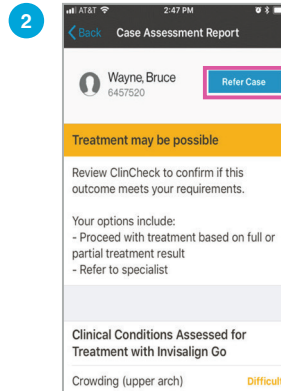 2
AT&T 2:47 PM
Back Case Assessment Report
Wayne, Bruce
6457520
Refer Case
Treatment may be possible
Review ClinCheck to confirm if this
outcome meets your requirements.
Your options include:
- Proceed with treatment based on full or
partial treatment result
- Refer to specialist
Clinical Conditions Assessed for
Treatment with Invisalign Go
Crowding (upper arch) Difficult